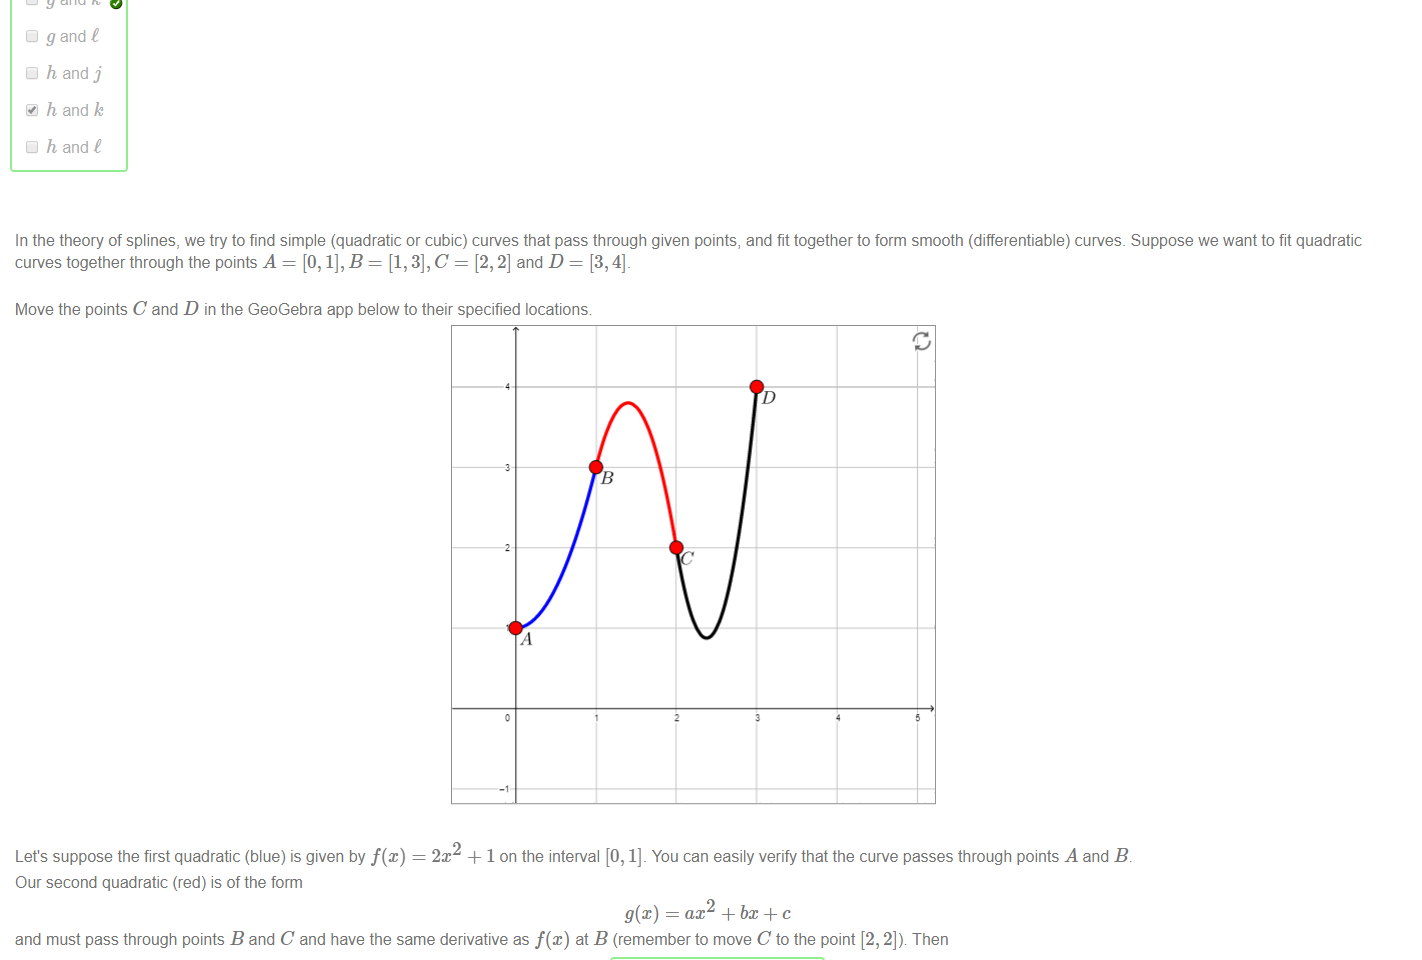 g and k
g and ℓ
h and j
h and k
h and ℓ
In the theory of splines, we try to find simple (quadratic or cubic) curves that pass through given points, and fit together to form smooth (differentiable) curves. Suppose we want to fit quadratic
curves together through the points A = [0, 1], B = [1, 3], C = [2, 2] and D = [3, 4].
Move the points C and D in the GeoGebra app below to their specified locations.
4
D
3
B
2
C
1
A
0 1 2 3 4 5
−1
Let's suppose the first quadratic (blue) is given by f(x) = 2x² + 1 on the interval [0, 1]. You can easily verify that the curve passes through points A and B.
Our second quadratic (red) is of the form
g(x) = ax² + bx + c
and must pass through points B and C and have the same derivative as f(x) at B (remember to move C to the point [2, 2]). Then